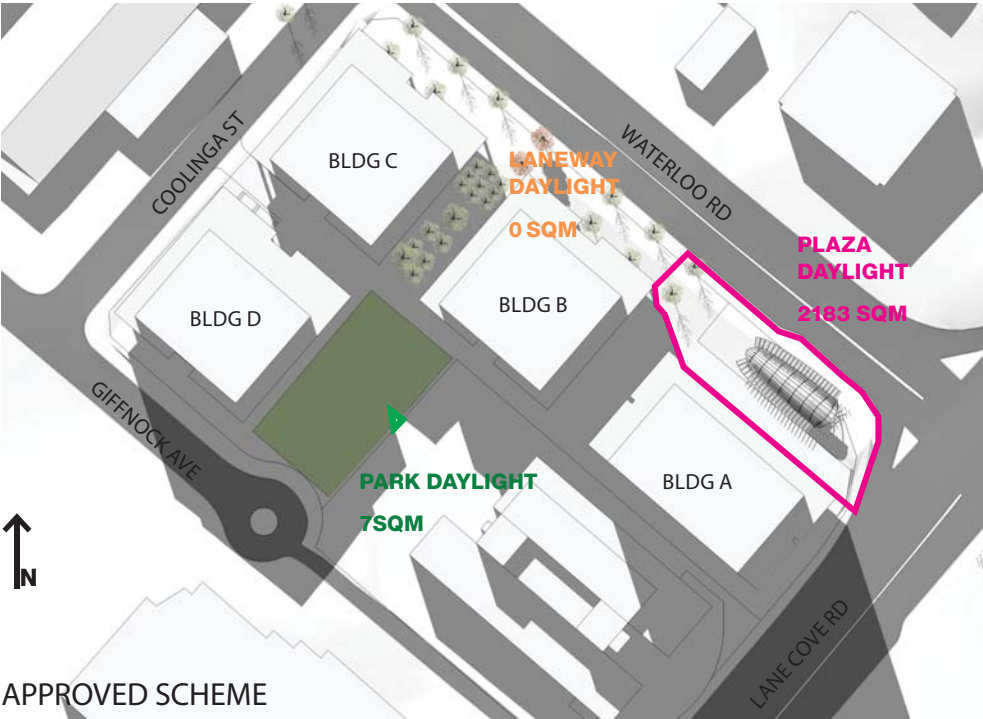 COOLINGA ST
BLDG C
LANEWAY
DAYLIGHT
0 SQM
WATERLOO RD
PLAZA
DAYLIGHT
2183 SQM
BLDG D
BLDG B
GIFFNOCK AVE
PARK DAYLIGHT
7SQM
BLDG A
N
LANE COVE RD
APPROVED SCHEME